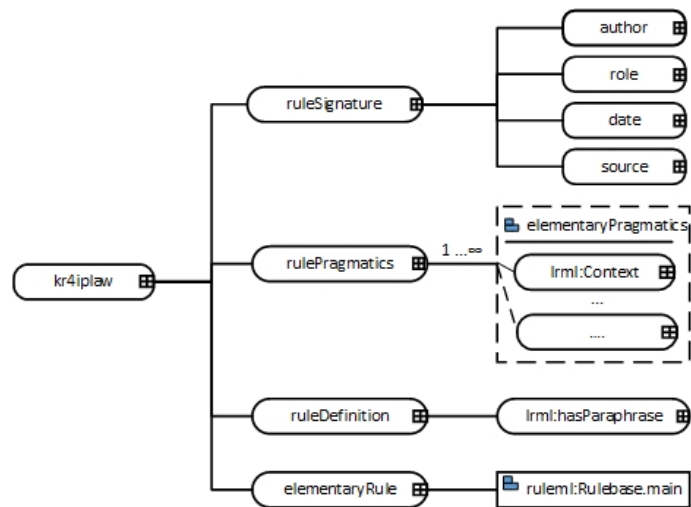 author
role
ruleSignature
date
source
elementaryPragmatics
1 ...∞
rulePragmatics
lrml:Context
kr4iplaw
...
....
ruleDefinition
lrml:hasParaphrase
elementaryRule
ruleml:Rulebase.main